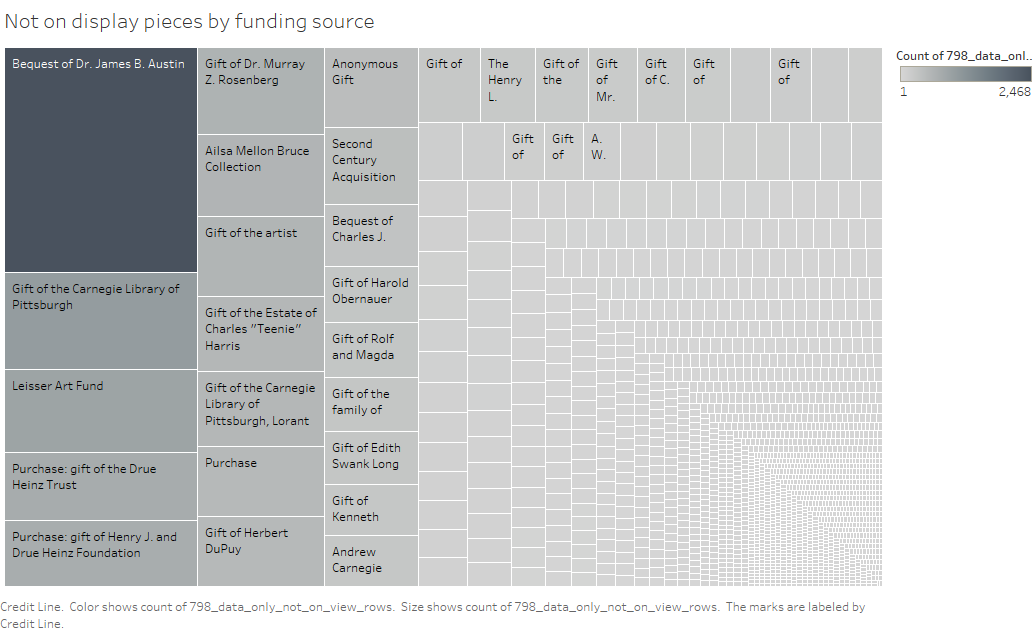 Not on display pieces by funding source
Bequest of Dr. James B. Austin
Gift of the Carnegie Library of
Pittsburgh
Leisser Art Fund
Purchase: gift of the Drue
Heinz Trust
Purchase: gift of Henry J. and
Drue Heinz Foundation
Gift of Dr. Murray
Z. Rosenberg
Ailsa Mellon Bruce
Collection
Gift of the artist
Gift of the Estate of
Charles "Teenie"
Harris
Gift of the Carnegie
Library of
Pittsburgh, Lorant
Purchase
Gift of Herbert
DuPuy
Anonymous
Gift
Second
Century
Acquisition
Bequest of
Charles J.
Gift of Harold
Obernauer
Gift of Rolf
and Magda
Gift of the
family of
Gift of Edith
Swank Long
Gift of
Kenneth
Andrew
Carnegie
Gift of
The
Henry
L.
Gift of
the
Gift
of
Mr.
Gift
of C.
Gift
of
Gift
of
Gift
of
Gift
of
A.
W.
Count of 798_data_onl..
1
2,468
Credit Line. Color shows count of 798_data_only_not_on_view_rows. Size shows count of 798_data_only_not_on_view_rows. The marks are labeled by
Credit Line.